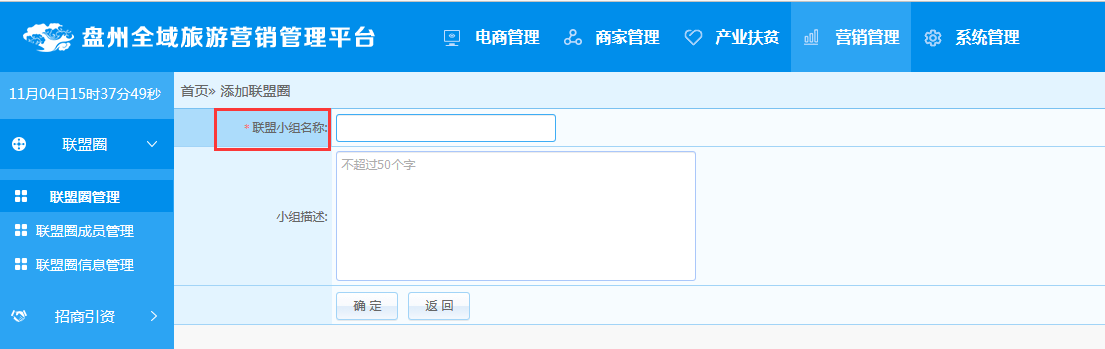 盘州全域旅游营销管理平台
电商管理
商家管理
产业扶贫
营销管理
系统管理
11月04日15时37分49秒
首页» 添加联盟圈
联盟圈
* 联盟小组名称:
不超过50个字
联盟圈管理
小组描述:
联盟圈成员管理
联盟圈信息管理
确 定
返 回
招商引资